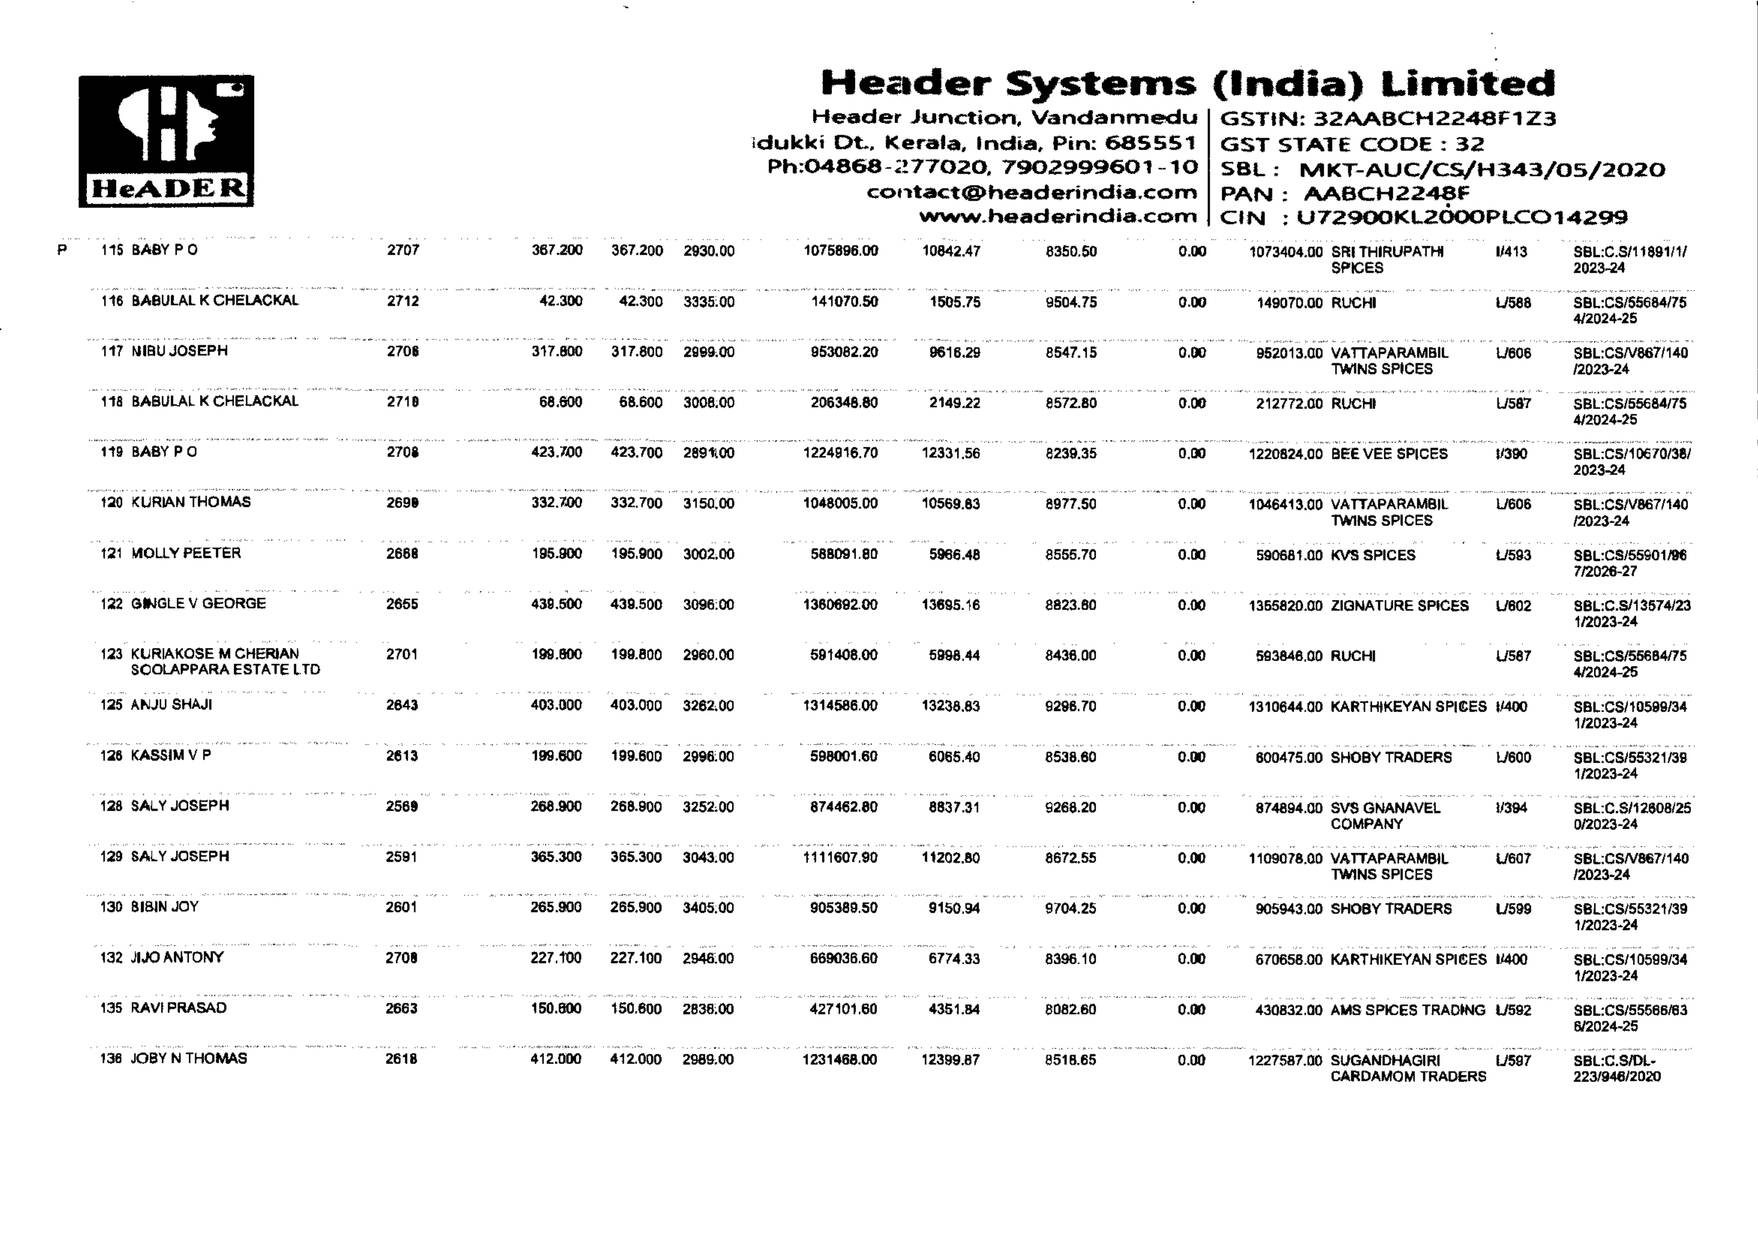 HeADER
Header Systems (India) Limited
Header Junction, Vandanmedu
idukki Dt., Kerala, India, Pin: 685551
Ph:04868-277020, 7902999601-10
contact@headerindia.com
www.headerindia.com
GSTIN: 32AABCH2248F1Z3
GST STATE CODE : 32
SBL : MKT-AUC/CS/H343/05/2020
PAN : AABCH2248F
CIN : U72900KL2000PLCO14299
P 115 BABY P O 2707 367.200 367.200 2930.00 1075896.00 10842.47 8350.50 0.00 1073404.00 SRI THIRUPATHI I/413 SBL:C.S/11891/1/
SPICES 2023-24
116 BABULAL K CHELACKAL 2712 42.300 42.300 3335.00 141070.50 1505.75 9504.75 0.00 149070.00 RUCHI L/588 SBL:CS/55684/75
4/2024-25
117 NIBU JOSEPH 2706 317.800 317.800 2999.00 953082.20 9616.29 8547.15 0.00 952013.00 VATTAPARAMBIL L/606 SBL:CS/V867/140
TWINS SPICES /2023-24
118 BABULAL K CHELACKAL 2718 68.600 68.600 3008.00 206348.80 2149.22 8572.80 0.00 212772.00 RUCHI L/587 SBL:CS/55684/75
4/2024-25
119 BABY P O 2708 423.700 423.700 2891.00 1224916.70 12331.56 8239.35 0.00 1220824.00 BEE VEE SPICES I/390 SBL:CS/10670/38/
2023-24
120 KURIAN THOMAS 2699 332.700 332.700 3150.00 1048005.00 10569.83 8977.50 0.00 1046413.00 VATTAPARAMBIL L/606 SBL:CS/V867/140
TWINS SPICES /2023-24
121 MOLLY PEETER 2668 195.900 195.900 3002.00 588091.80 5966.48 8555.70 0.00 590681.00 KVS SPICES L/593 SBL:CS/55901/96
7/2026-27
122 GINGLE V GEORGE 2655 439.500 439.500 3096.00 1360692.00 13695.16 8823.60 0.00 1355820.00 ZIGNATURE SPICES L/602 SBL:C.S/13574/23
1/2023-24
123 KURIAKOSE M CHERIAN 2701 199.800 199.800 2960.00 591408.00 5998.44 8436.00 0.00 593846.00 RUCHI L/587 SBL:CS/55684/75
SOOLAPPARA ESTATE LTD 4/2024-25
125 ANJU SHAJI 2643 403.000 403.000 3262.00 1314586.00 13238.83 9296.70 0.00 1310644.00 KARTHIKEYAN SPICES I/400 SBL:CS/10599/34
1/2023-24
126 KASSIM V P 2613 199.600 199.600 2996.00 598001.60 6065.40 8538.60 0.00 600475.00 SHOBY TRADERS L/600 SBL:CS/55321/39
1/2023-24
128 SALY JOSEPH 2569 268.900 268.900 3252.00 874462.80 8837.31 9268.20 0.00 874894.00 SVS GNANAVEL I/394 SBL:C.S/12608/25
COMPANY 0/2023-24
129 SALY JOSEPH 2591 365.300 365.300 3043.00 1111607.90 11202.80 8672.55 0.00 1109078.00 VATTAPARAMBIL L/607 SBL:CS/V867/140
TWINS SPICES /2023-24
130 BIBIN JOY 2601 265.900 265.900 3405.00 905389.50 9150.94 9704.25 0.00 905943.00 SHOBY TRADERS L/599 SBL:CS/55321/39
1/2023-24
132 JIJO ANTONY 2708 227.100 227.100 2946.00 669036.60 6774.33 8396.10 0.00 670658.00 KARTHIKEYAN SPICES I/400 SBL:CS/10599/34
1/2023-24
135 RAVI PRASAD 2663 150.600 150.600 2836.00 427101.60 4351.84 8082.60 0.00 430832.00 AMS SPICES TRADING L/592 SBL:CS/55566/63
6/2024-25
136 JOBY N THOMAS 2618 412.000 412.000 2989.00 1231468.00 12399.87 8518.65 0.00 1227587.00 SUGANDHAGIRI L/597 SBL:C.S/DL-
CARDAMOM TRADERS 223/946/2020